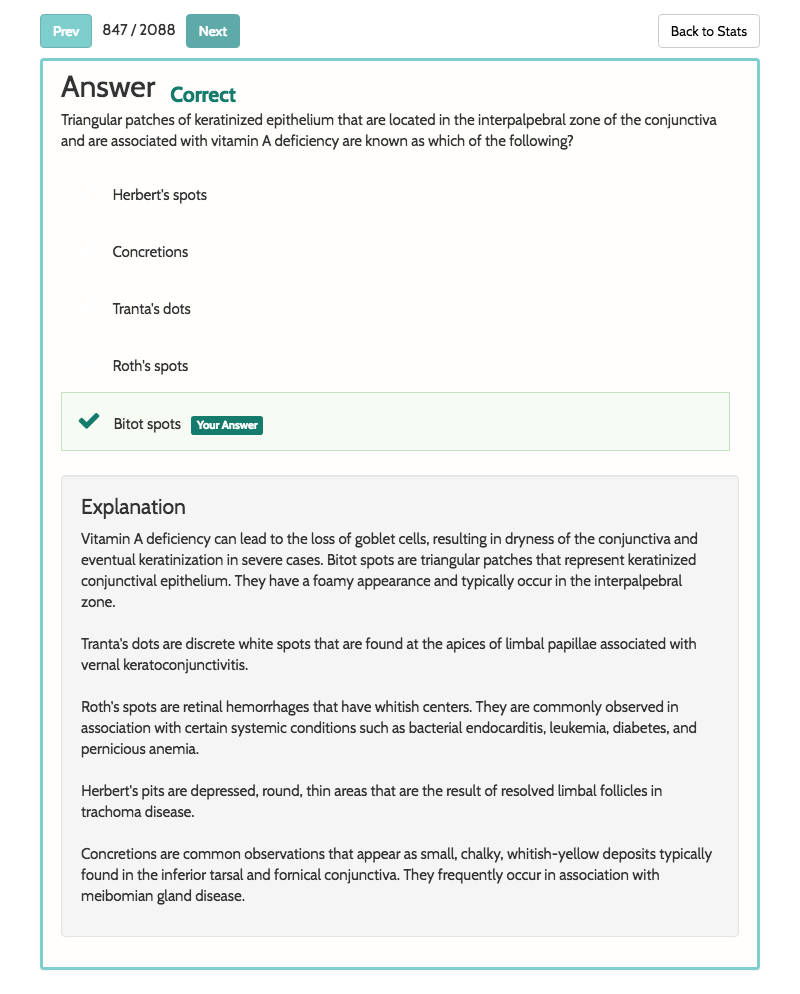 Prev 847 / 2088 Next Back to Stats
Answer Correct
Triangular patches of keratinized epithelium that are located in the interpalpebral zone of the conjunctiva
and are associated with vitamin A deficiency are known as which of the following?
Herbert's spots
Concretions
Tranta's dots
Roth's spots
Bitot spots Your Answer
Explanation
Vitamin A deficiency can lead to the loss of goblet cells, resulting in dryness of the conjunctiva and
eventual keratinization in severe cases. Bitot spots are triangular patches that represent keratinized
conjunctival epithelium. They have a foamy appearance and typically occur in the interpalpebral
zone.
Tranta's dots are discrete white spots that are found at the apices of limbal papillae associated with
vernal keratoconjunctivitis.
Roth's spots are retinal hemorrhages that have whitish centers. They are commonly observed in
association with certain systemic conditions such as bacterial endocarditis, leukemia, diabetes, and
pernicious anemia.
Herbert's pits are depressed, round, thin areas that are the result of resolved limbal follicles in
trachoma disease.
Concretions are common observations that appear as small, chalky, whitish-yellow deposits typically
found in the inferior tarsal and fornical conjunctiva. They frequently occur in association with
meibomian gland disease.